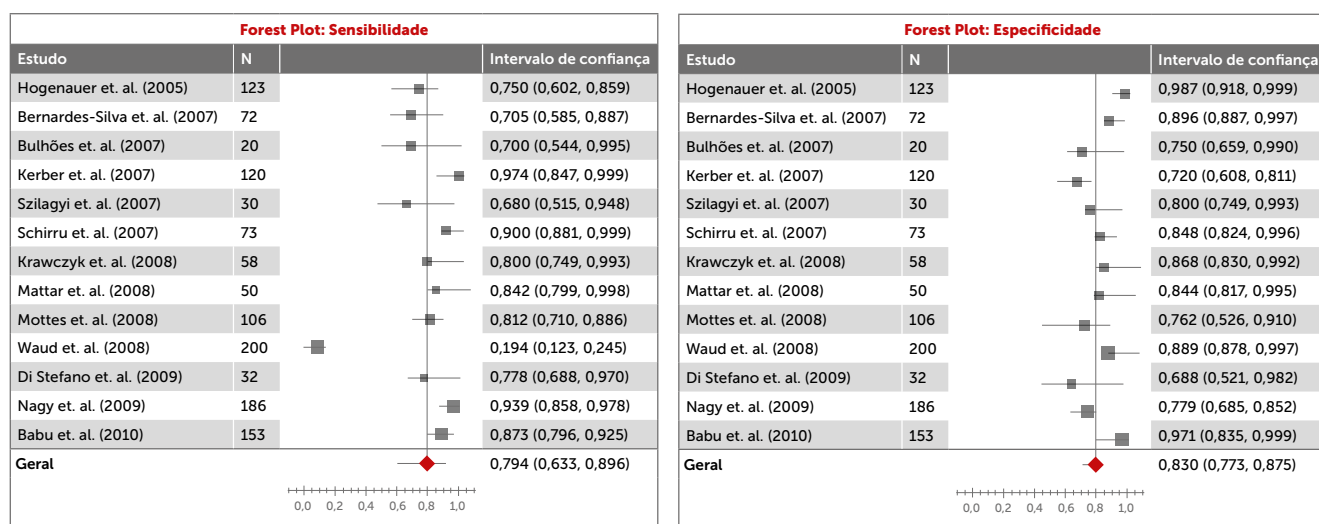 Forest Plot: Sensibilidade
Estudo N Intervalo de confiança
Hogenauer et. al. (2005) 123 0,750 (0,602, 0,859)
Bernardes-Silva et. al. (2007) 72 0,705 (0,585, 0,887)
Bulhões et. al. (2007) 20 0,700 (0,544, 0,995)
Kerber et. al. (2007) 120 0,974 (0,847, 0,999)
Szilagyi et. al. (2007) 30 0,680 (0,515, 0,948)
Schirru et. al. (2007) 73 0,900 (0,881, 0,999)
Krawczyk et. al. (2008) 58 0,800 (0,749, 0,993)
Mattar et. al. (2008) 50 0,842 (0,799, 0,998)
Mottes et. al. (2008) 106 0,812 (0,710, 0,886)
Waud et. al. (2008) 200 0,194 (0,123, 0,245)
Di Stefano et. al. (2009) 32 0,778 (0,688, 0,970)
Nagy et. al. (2009) 186 0,939 (0,858, 0,978)
Babu et. al. (2010) 153 0,873 (0,796, 0,925)
Geral 0,794 (0,633, 0,896)
0,0 0,2 0,4 0,6 0,8 1,0
Forest Plot: Especificidade
Estudo N Intervalo de confiança
Hogenauer et. al. (2005) 123 0,987 (0,918, 0,999)
Bernardes-Silva et. al. (2007) 72 0,896 (0,887, 0,997)
Bulhões et. al. (2007) 20 0,750 (0,659, 0,990)
Kerber et. al. (2007) 120 0,720 (0,608, 0,811)
Szilagyi et. al. (2007) 30 0,800 (0,749, 0,993)
Schirru et. al. (2007) 73 0,848 (0,824, 0,996)
Krawczyk et. al. (2008) 58 0,868 (0,830, 0,992)
Mattar et. al. (2008) 50 0,844 (0,817, 0,995)
Mottes et. al. (2008) 106 0,762 (0,526, 0,910)
Waud et. al. (2008) 200 0,889 (0,878, 0,997)
Di Stefano et. al. (2009) 32 0,688 (0,521, 0,982)
Nagy et. al. (2009) 186 0,779 (0,685, 0,852)
Babu et. al. (2010) 153 0,971 (0,835, 0,999)
Geral 0,830 (0,773, 0,875)
0,0 0,2 0,4 0,6 0,8 1,0